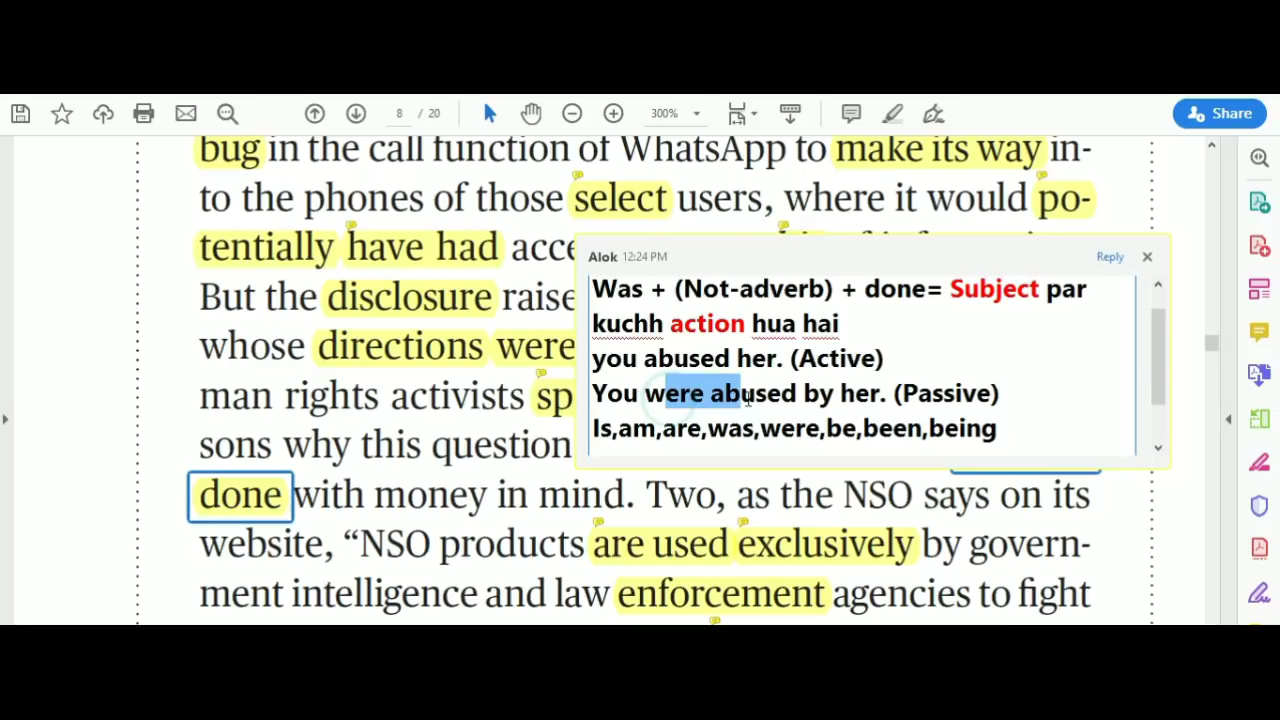 8 / 20
300%
Share
bug in the call function of WhatsApp to make its way in-
to the phones of those select users, where it would po-
tentially have had acce
But the disclosure raise
whose directions were
man rights activists sp
sons why this question
done with money in mind. Two, as the NSO says on its
website, “NSO products are used exclusively by govern-
ment intelligence and law enforcement agencies to fight
Alok 12:24 PM
Reply
Was + (Not-adverb) + done= Subject par
kuchh action hua hai
you abused her. (Active)
You were abused by her. (Passive)
Is,am,are,was,were,be,been,being